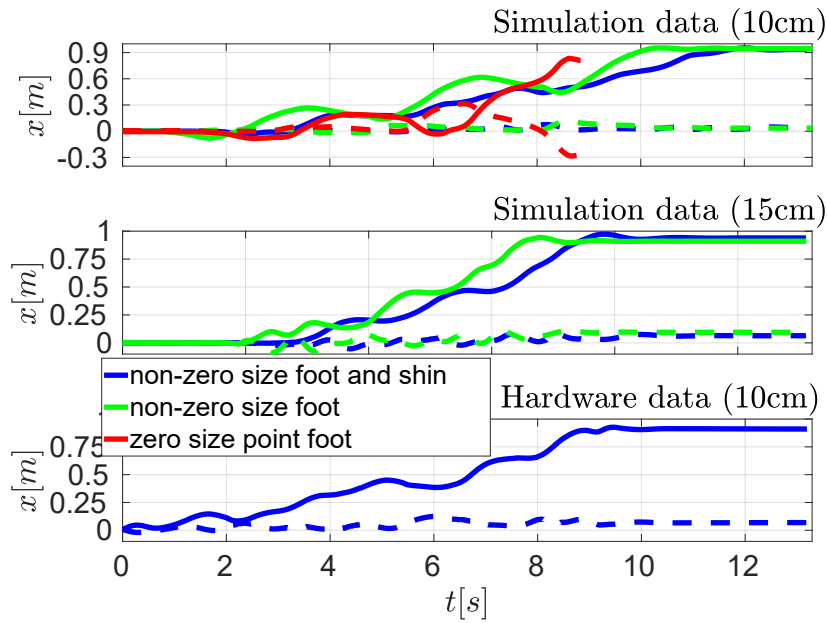 Simulation data (10cm)
0.9
0.6
0.3
0
-0.3
x[m]
Simulation data (15cm)
1
0.75
0.5
0.25
0
x[m]
non-zero size foot and shin
non-zero size foot
zero size point foot
Hardware data (10cm)
0.75
0.5
0.25
0
x[m]
0 2 4 6 8 10 12
t[s]